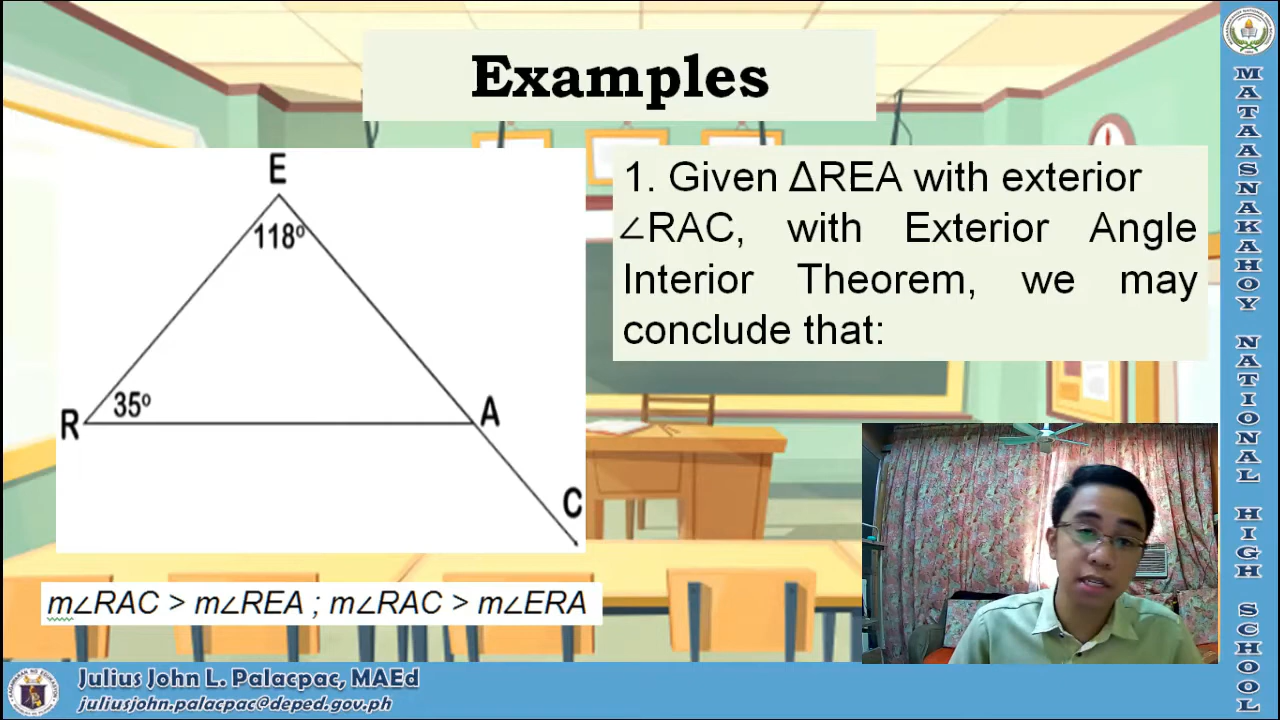 Examples
E
118º
R
35º
A
C
1. Given ΔREA with exterior
∠RAC, with Exterior Angle
Interior Theorem, we may
conclude that:
m∠RAC > m∠REA ; m∠RAC > m∠ERA
Julius John L. Palacpac, MAEd
juliusjohn.palacpac@deped.gov.ph
MATAASNAKAHOY NATIONAL HIGH SCHOOL